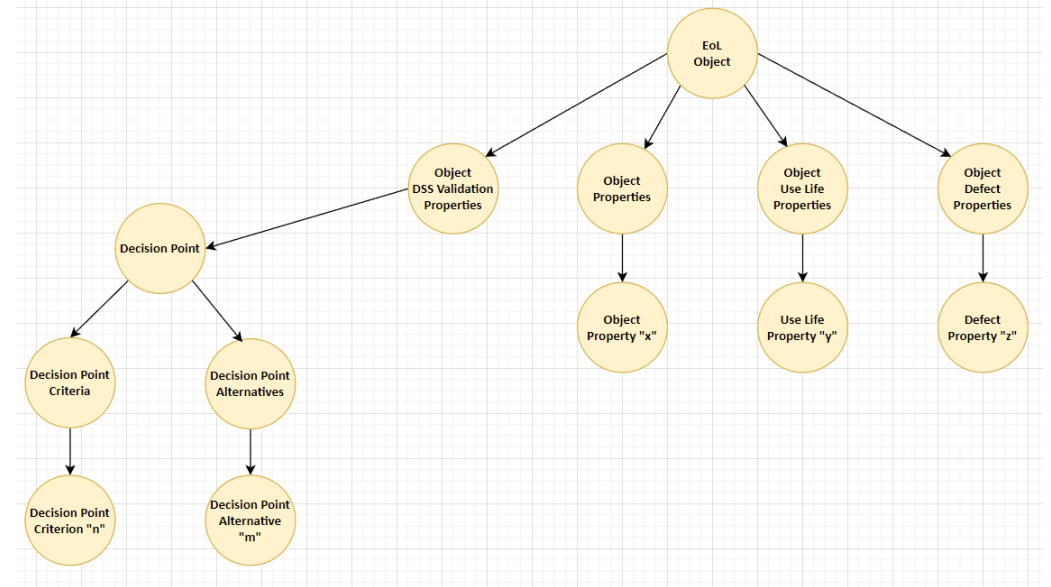 EoL
Object
Object
DSS Validation
Properties
Object
Properties
Object
Use Life
Properties
Object
Defect
Properties
Decision Point
Object
Property "x"
Use Life
Property "y"
Defect
Property "z"
Decision Point
Criteria
Decision Point
Alternatives
Decision Point
Criterion "n"
Decision Point
Alternative
"m"